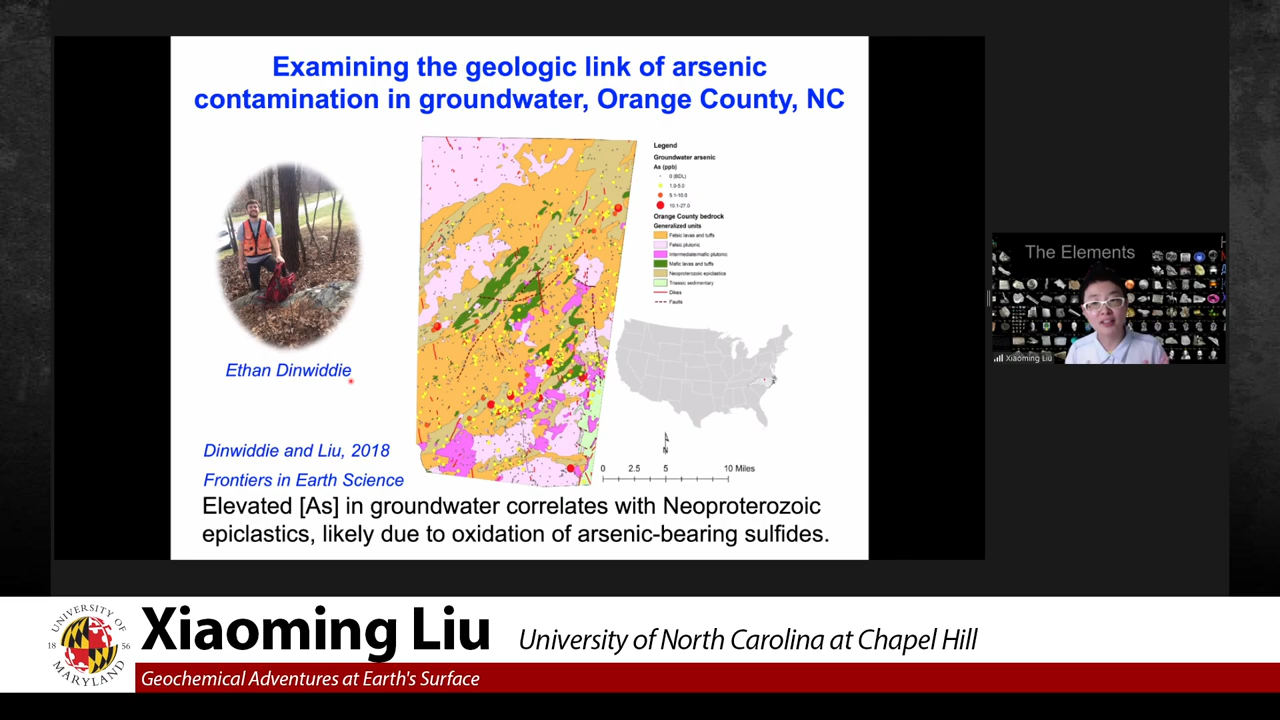 Examining the geologic link of arsenic
contamination in groundwater, Orange County, NC
Legend
Groundwater arsenic
As (ppb)
0 (BDL)
1.0-5.0
5.1-10.0
10.1-27.0
Orange County bedrock
Generalized units
Felsic lavas and tuffs
Felsic plutonic
Intermediate/mafic plutonic
Mafic lavas and tuffs
Neoproterozoic epiclastics
Triassic sedimentary
Dikes
Faults
Ethan Dinwiddie
N
0 2.5 5 10 Miles
Dinwiddie and Liu, 2018
Frontiers in Earth Science
Elevated [As] in groundwater correlates with Neoproterozoic
epiclastics, likely due to oxidation of arsenic-bearing sulfides.
The Elements
Xiaoming Liu
UNIVERSITY OF
18 56
MARYLAND
Xiaoming Liu University of North Carolina at Chapel Hill
Geochemical Adventures at Earth's Surface